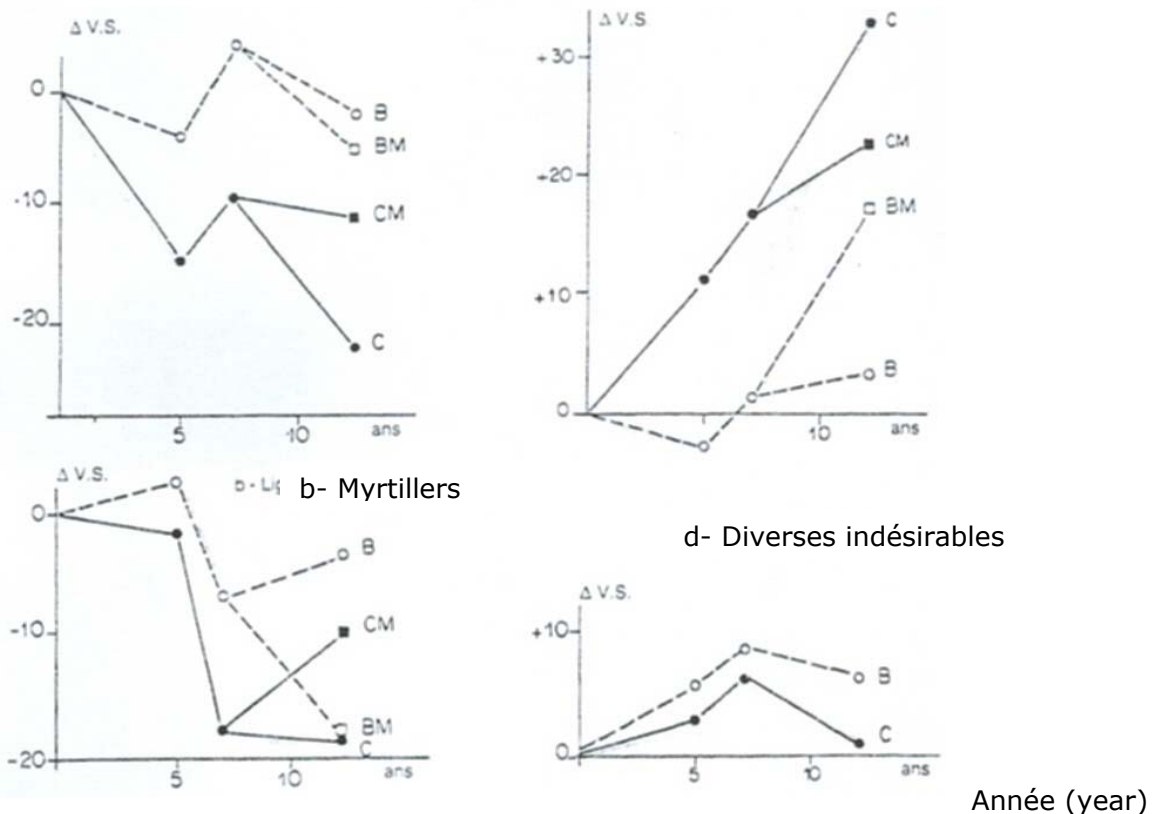 Δ V.S.
0
-10
-20
B
BM
CM
C
5
10
ans
Δ V.S.
+30
+20
+10
0
C
CM
BM
B
10
ans
Δ V.S.
b - Lig
b- Myrtillers
0
-10
-20
B
CM
BM
C
5
10
ans
d- Diverses indésirables
Δ V.S.
+10
0
B
C
5
10
ans
Année (year)